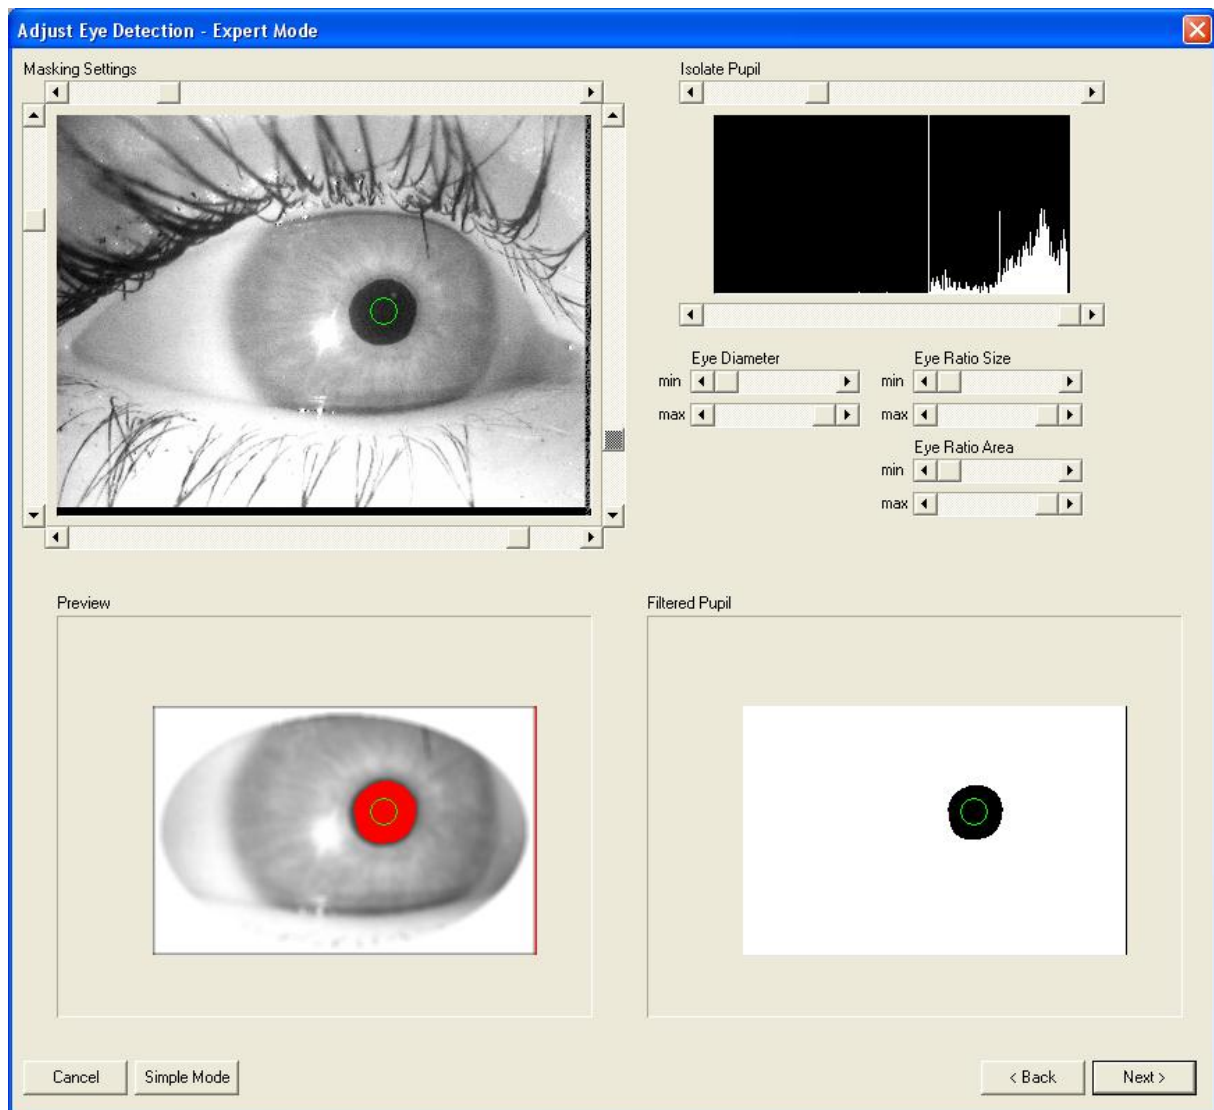 Adjust Eye Detection - Expert Mode
Masking Settings
Isolate Pupil
Eye Diameter
Eye Ratio Size
min
min
max
max
Eye Ratio Area
min
max
Preview
Filtered Pupil
Cancel
Simple Mode
< Back
Next >